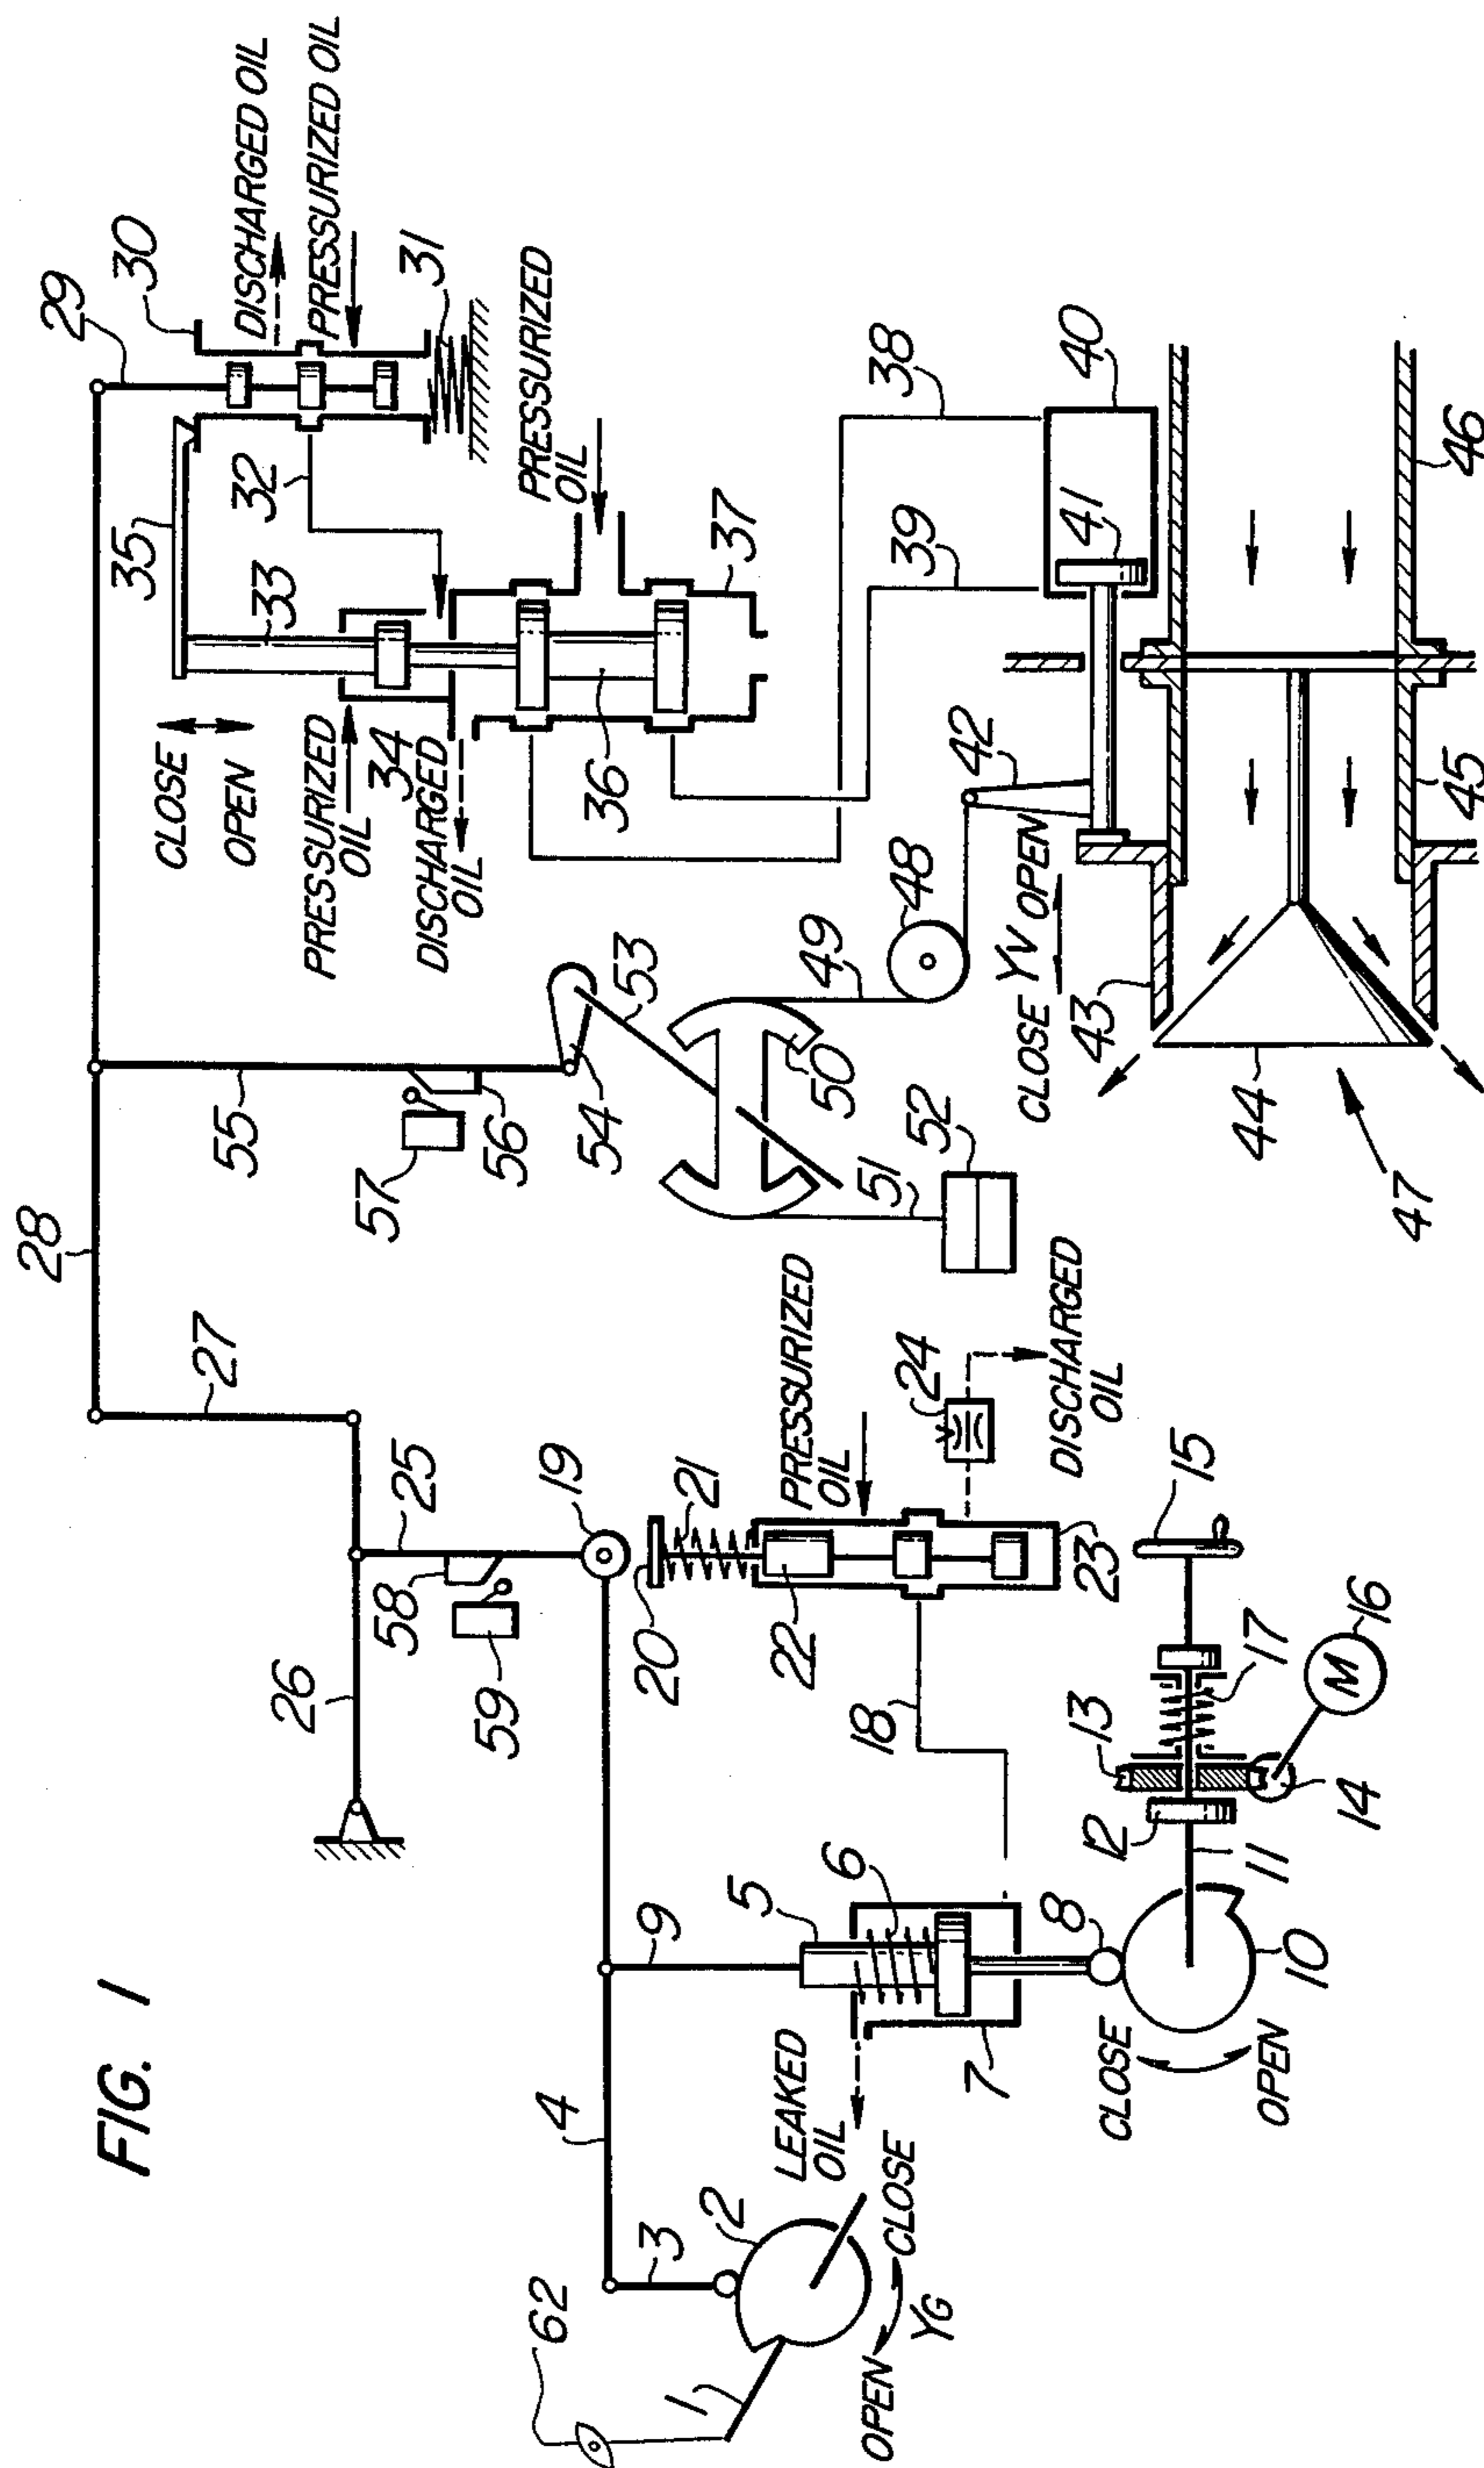 FIG. 1
62
1
2
3
4
OPEN
YG
CLOSE
LEAKED
OIL
5
6
7
8
9
CLOSE
OPEN
10
11
12
13
14
15
16
M
17
18
19
20
21
22
23
24
PRESSURIZED
OIL
DISCHARGED
OIL
25
26
27
28
58
59
55
56
57
54
53
50
51
52
49
48
CLOSE
OPEN
PRESSURIZED
OIL
34
DISCHARGED
OIL
33
35
36
37
32
29
30
31
DISCHARGED OIL
PRESSURIZED OIL
PRESSURIZED
OIL
38
39
40
41
42
CLOSE YV OPEN
43
44
45
46
47